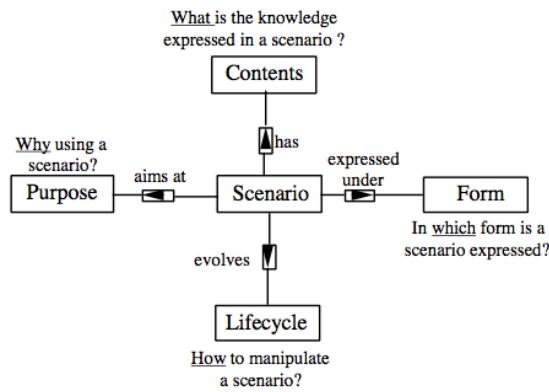 What is the knowledge
expressed in a scenario ?
Contents
has
Why using a
scenario?
aims at
expressed
under
Purpose
Scenario
Form
In which form is a
scenario expressed?
evolves
Lifecycle
How to manipulate
a scenario?